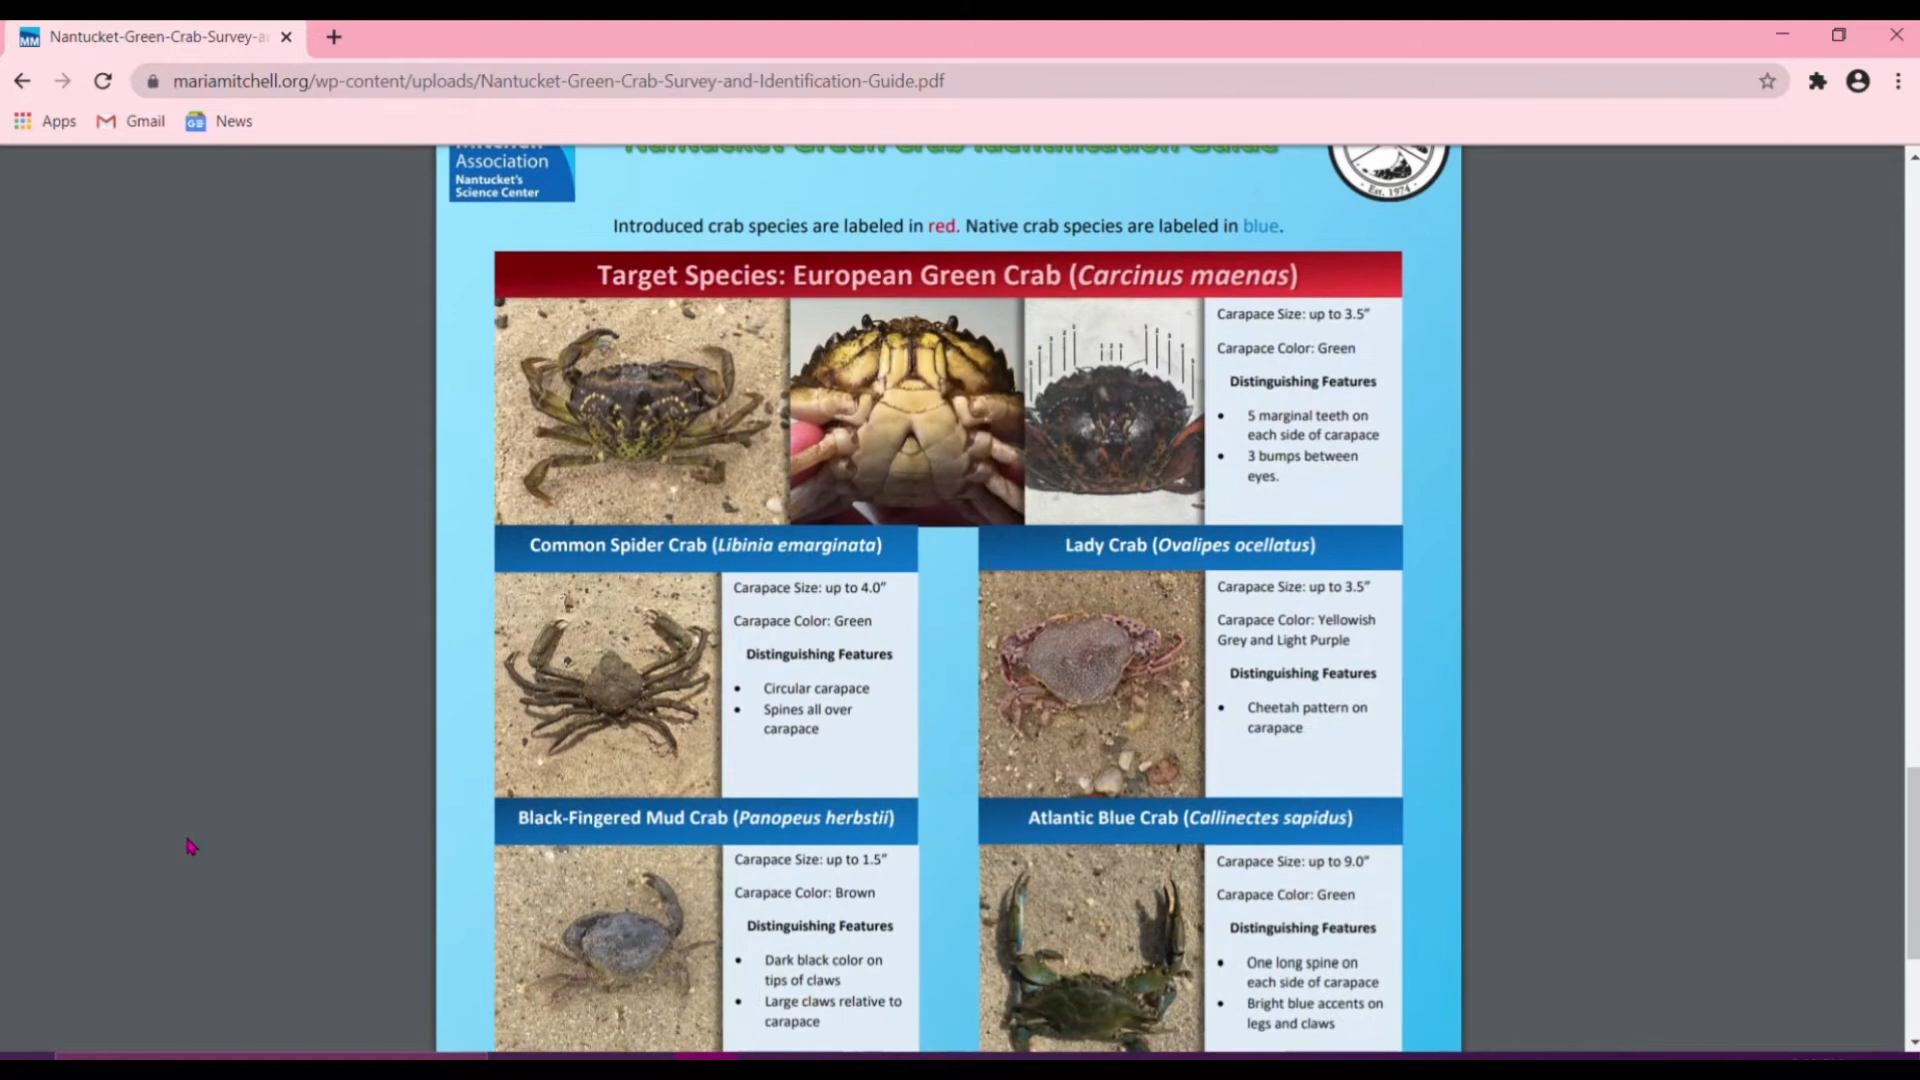 Nantucket-Green-Crab-Survey-a
mariamitchell.org/wp-content/uploads/Nantucket-Green-Crab-Survey-and-Identification-Guide.pdf
Apps Gmail News
Mitchell
Association
Nantucket's
Science Center
Nantucket Green Crab Identification Guide
Est. 1974
Introduced crab species are labeled in red. Native crab species are labeled in blue.
Target Species: European Green Crab (Carcinus maenas)
Carapace Size: up to 3.5"
Carapace Color: Green
Distinguishing Features
• 5 marginal teeth on
each side of carapace
• 3 bumps between
eyes.
Common Spider Crab (Libinia emarginata)
Carapace Size: up to 4.0"
Carapace Color: Green
Distinguishing Features
• Circular carapace
• Spines all over
carapace
Lady Crab (Ovalipes ocellatus)
Carapace Size: up to 3.5"
Carapace Color: Yellowish
Grey and Light Purple
Distinguishing Features
• Cheetah pattern on
carapace
Black-Fingered Mud Crab (Panopeus herbstii)
Carapace Size: up to 1.5"
Carapace Color: Brown
Distinguishing Features
• Dark black color on
tips of claws
• Large claws relative to
carapace
Atlantic Blue Crab (Callinectes sapidus)
Carapace Size: up to 9.0"
Carapace Color: Green
Distinguishing Features
• One long spine on
each side of carapace
• Bright blue accents on
legs and claws